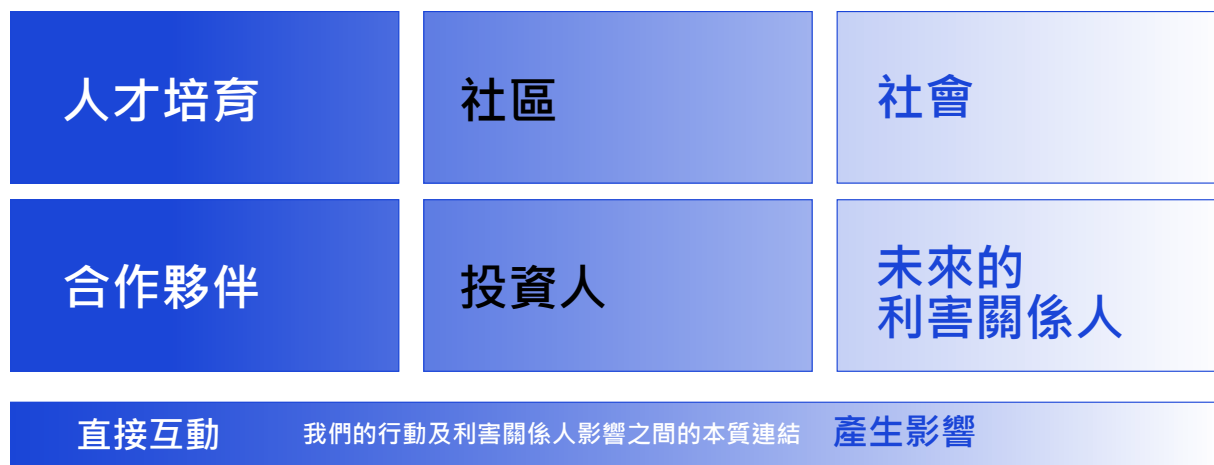 人才培育
社區
社會
合作夥伴
投資人
未來的
利害關係人
直接互動
我們的行動及利害關係人影響之間的本質連結
產生影響